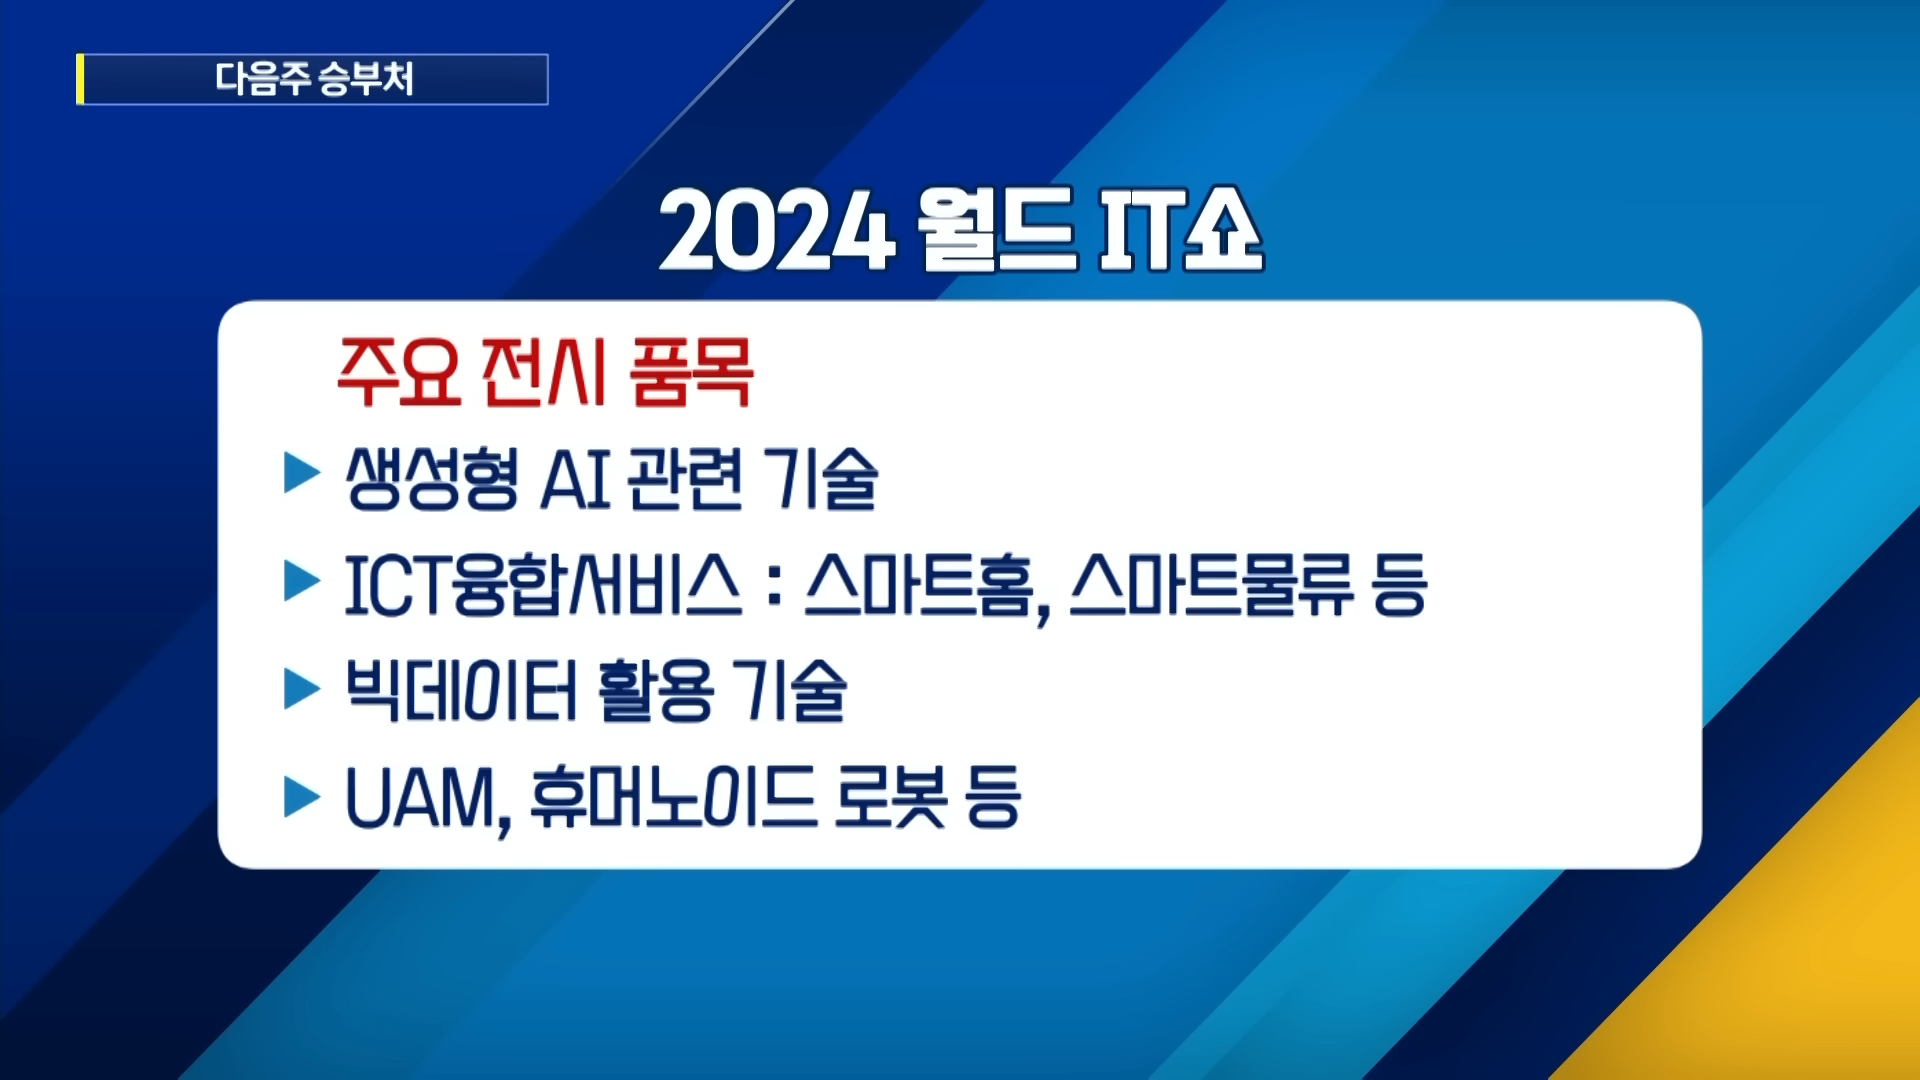 다음주 승부처
2024 월드 IT쇼
주요 전시 품목
▶ 생성형 AI 관련 기술
▶ ICT융합서비스 : 스마트홈, 스마트물류 등
▶ 빅데이터 활용 기술
▶ UAM, 휴머노이드 로봇 등